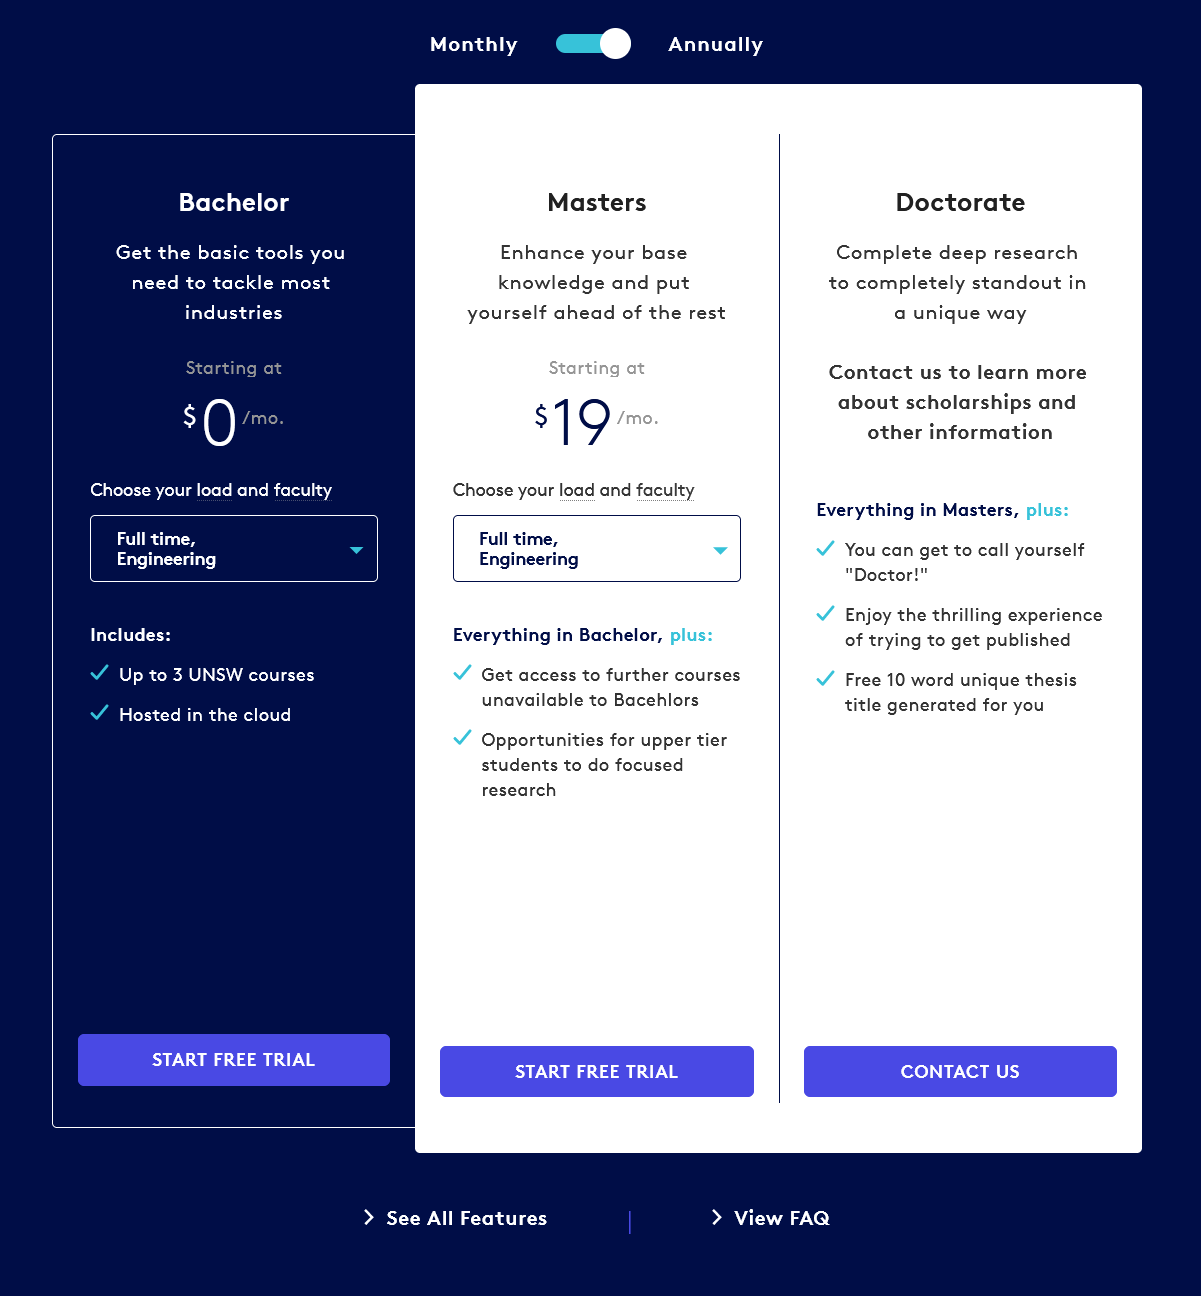 Monthly
Annually
Bachelor
Get the basic tools you
need to tackle most
industries
Starting at
$0 /mo.
Choose your load and faculty
Full time,
Engineering
Includes:
Up to 3 UNSW courses
Hosted in the cloud
START FREE TRIAL
Masters
Enhance your base
knowledge and put
yourself ahead of the rest
Starting at
$19 /mo.
Choose your load and faculty
Full time,
Engineering
Everything in Bachelor, plus:
Get access to further courses
unavailable to Bacehlors
Opportunities for upper tier
students to do focused
research
START FREE TRIAL
Doctorate
Complete deep research
to completely standout in
a unique way
Contact us to learn more
about scholarships and
other information
Everything in Masters, plus:
You can get to call yourself
"Doctor!"
Enjoy the thrilling experience
of trying to get published
Free 10 word unique thesis
title generated for you
CONTACT US
See All Features
View FAQ